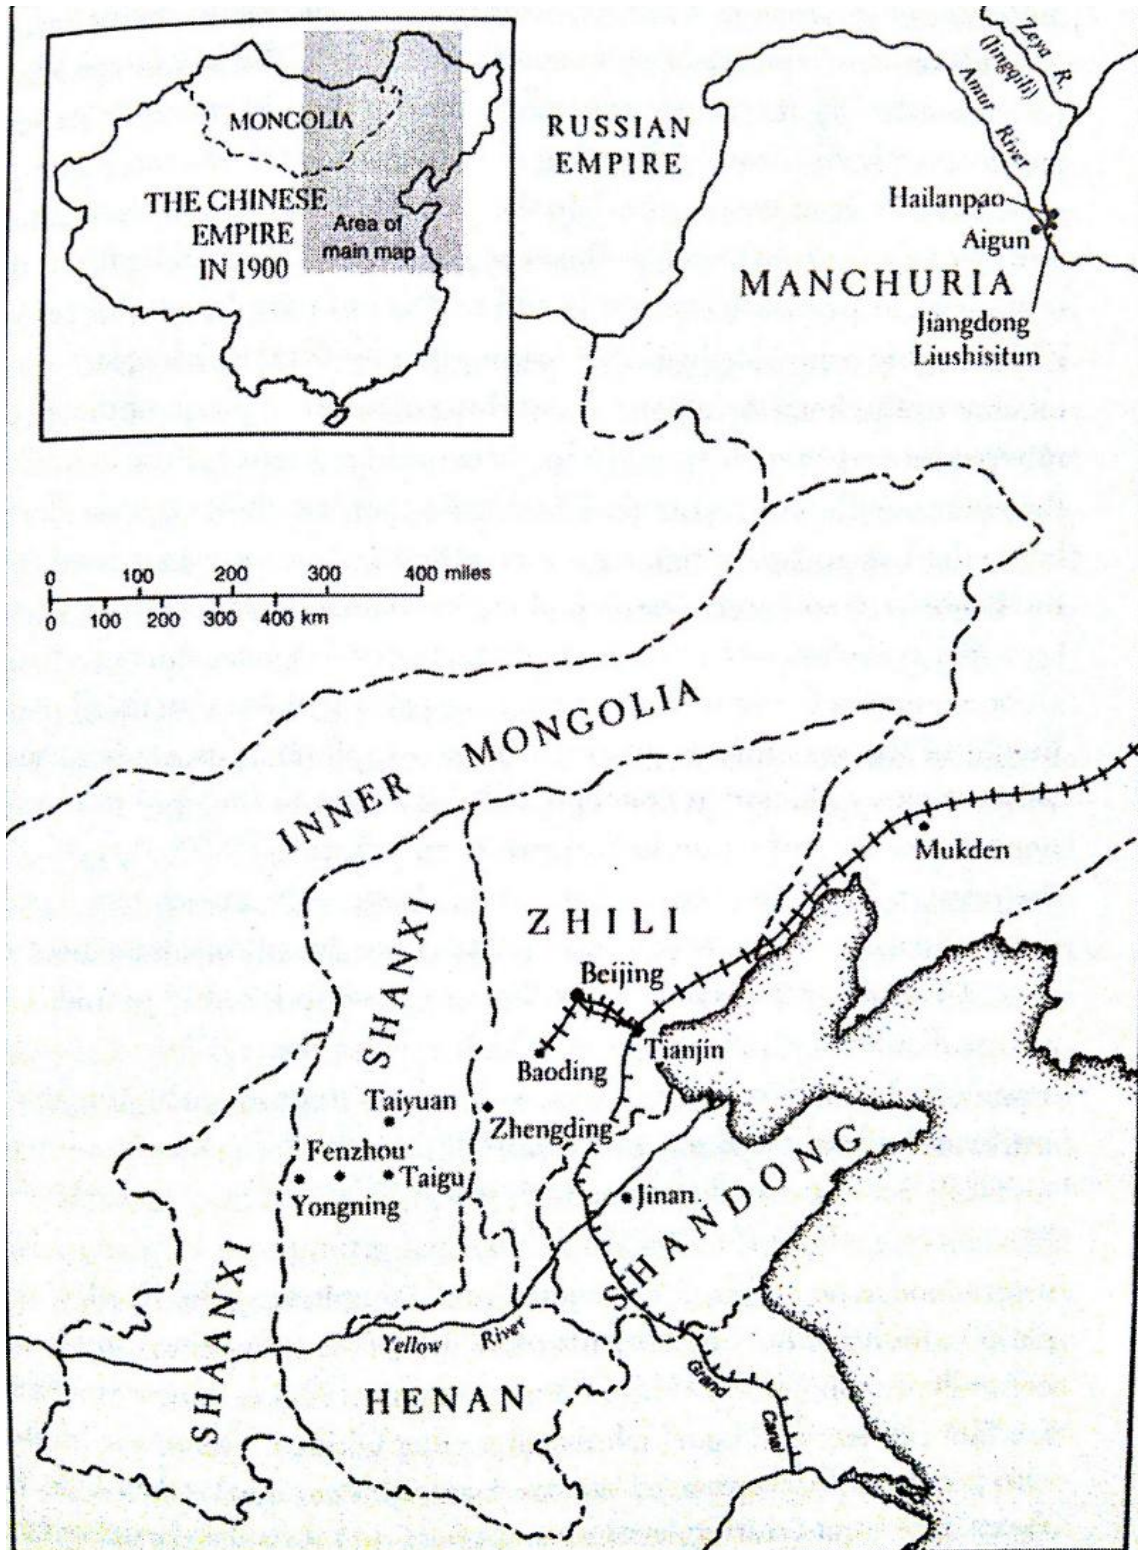 MONCOLIA
THE CHINESE
EMPIRE
IN 1900
Area of
main map
RUSSIAN
EMPIRE
Zeya R.
(Jingqili)
Amur
River
Hailanpao
Aigun
MANCHURIA
Jiangdong
Liushisitun
0 100 200 300 400 miles
0 100 200 300 400 km
INNER MONGOLIA
Mukden
ZHILI
SHANXI
Beijing
Tianjin
Baoding
Taiyuan
Zhengding
Fenzhou
Taigu
Yongning
Jinan
SHANDONG
SHANXI
Yellow River
HENAN
Grand
Canal